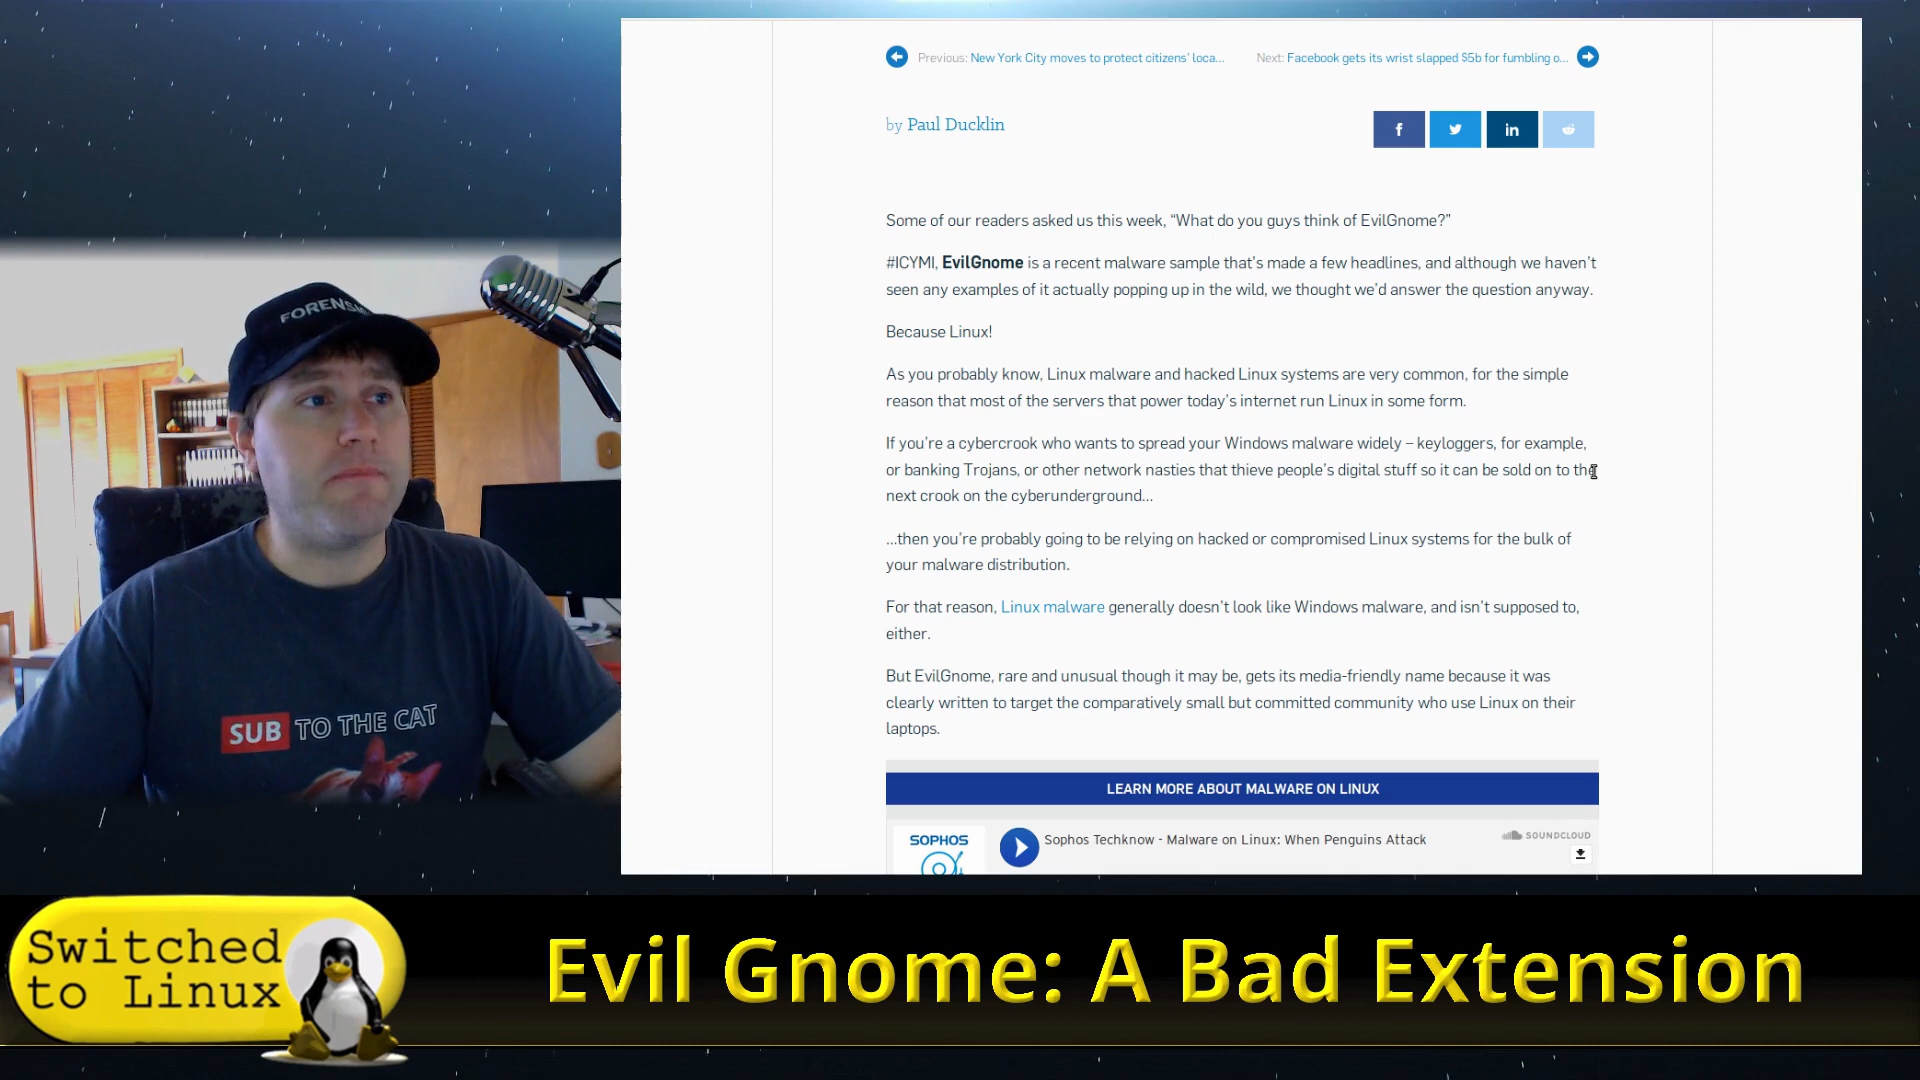 Previous: New York City moves to protect citizens' loca...
Next: Facebook gets its wrist slapped $5b for fumbling o...
by Paul Ducklin
f
in
Some of our readers asked us this week, “What do you guys think of EvilGnome?”
#ICYMI, EvilGnome is a recent malware sample that's made a few headlines, and although we haven't
seen any examples of it actually popping up in the wild, we thought we'd answer the question anyway.
Because Linux!
As you probably know, Linux malware and hacked Linux systems are very common, for the simple
reason that most of the servers that power today's internet run Linux in some form.
If you're a cybercrook who wants to spread your Windows malware widely – keyloggers, for example,
or banking Trojans, or other network nasties that thieve people's digital stuff so it can be sold on to the
next crook on the cyberunderground...
...then you're probably going to be relying on hacked or compromised Linux systems for the bulk of
your malware distribution.
For that reason, Linux malware generally doesn't look like Windows malware, and isn't supposed to,
either.
But EvilGnome, rare and unusual though it may be, gets its media-friendly name because it was
clearly written to target the comparatively small but committed community who use Linux on their
laptops.
LEARN MORE ABOUT MALWARE ON LINUX
SOPHOS
Sophos Techknow - Malware on Linux: When Penguins Attack
SOUNDCLOUD
SUB TO THE CAT
Switched
to Linux
Evil Gnome: A Bad Extension